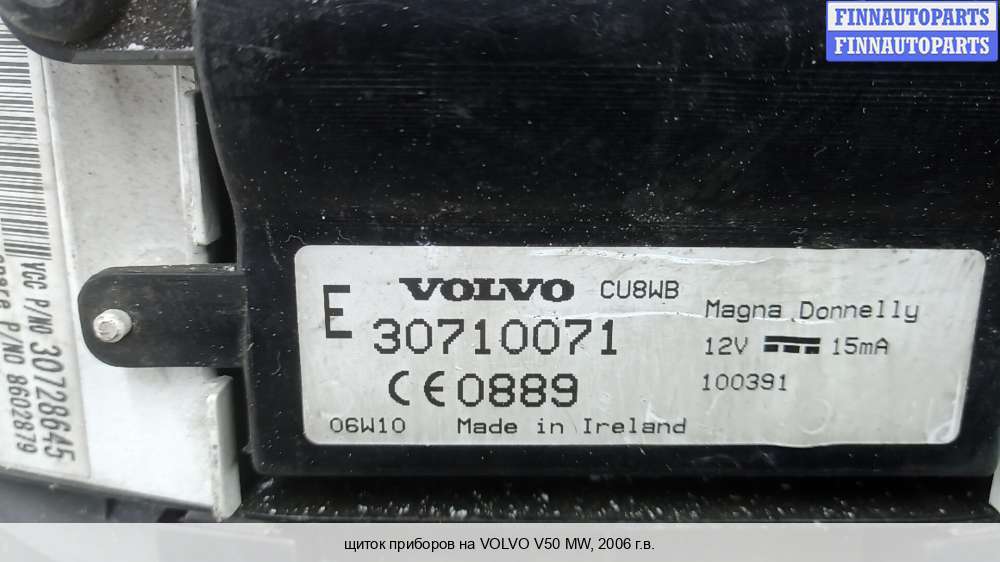 FINNAUTOPARTS
FINNAUTOPARTS
VCC P/NO 30728645
P/NO 8602879
E VOLVO CU8WB
30710071
CE0889
06W10 Made in Ireland
Magna Donnelly
12V 15mA
100391
щиток приборов на VOLVO V50 MW, 2006 г.в.